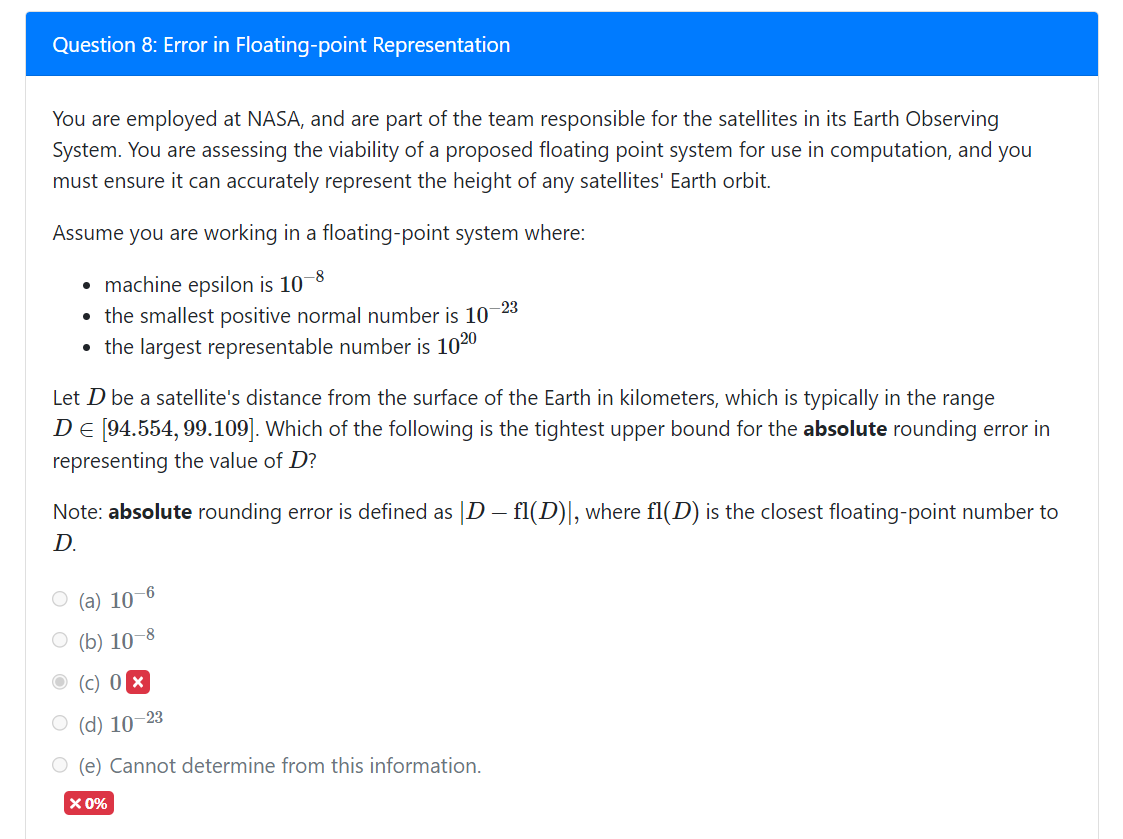 Question 8: Error in Floating-point Representation
You are employed at NASA, and are part of the team responsible for the satellites in its Earth Observing
System. You are assessing the viability of a proposed floating point system for use in computation, and you
must ensure it can accurately represent the height of any satellites' Earth orbit.
Assume you are working in a floating-point system where:
• machine epsilon is 10⁻⁸
• the smallest positive normal number is 10⁻²³
• the largest representable number is 10²⁰
Let D be a satellite's distance from the surface of the Earth in kilometers, which is typically in the range
D ∈ [94.554, 99.109]. Which of the following is the tightest upper bound for the absolute rounding error in
representing the value of D?
Note: absolute rounding error is defined as |D − fl(D)|, where fl(D) is the closest floating-point number to
D.
(a) 10⁻⁶
(b) 10⁻⁸
(c) 0
(d) 10⁻²³
(e) Cannot determine from this information.
0%